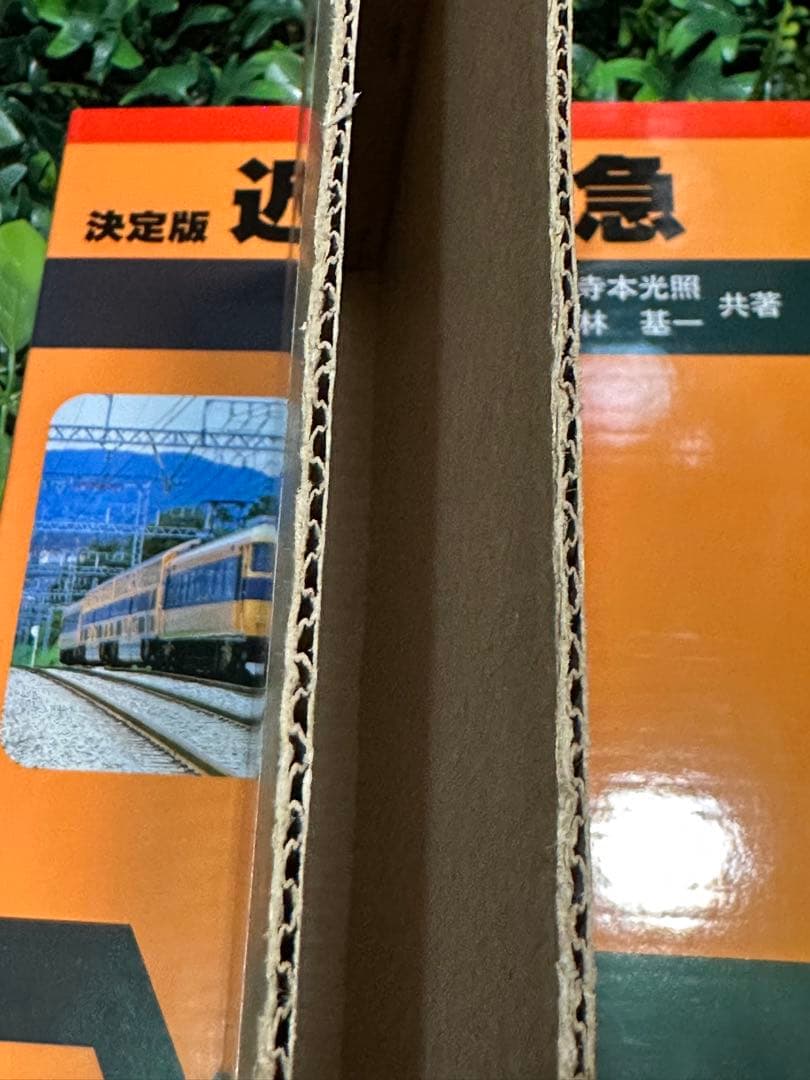 決定版 近 急
寺本光照
林 基一
共著